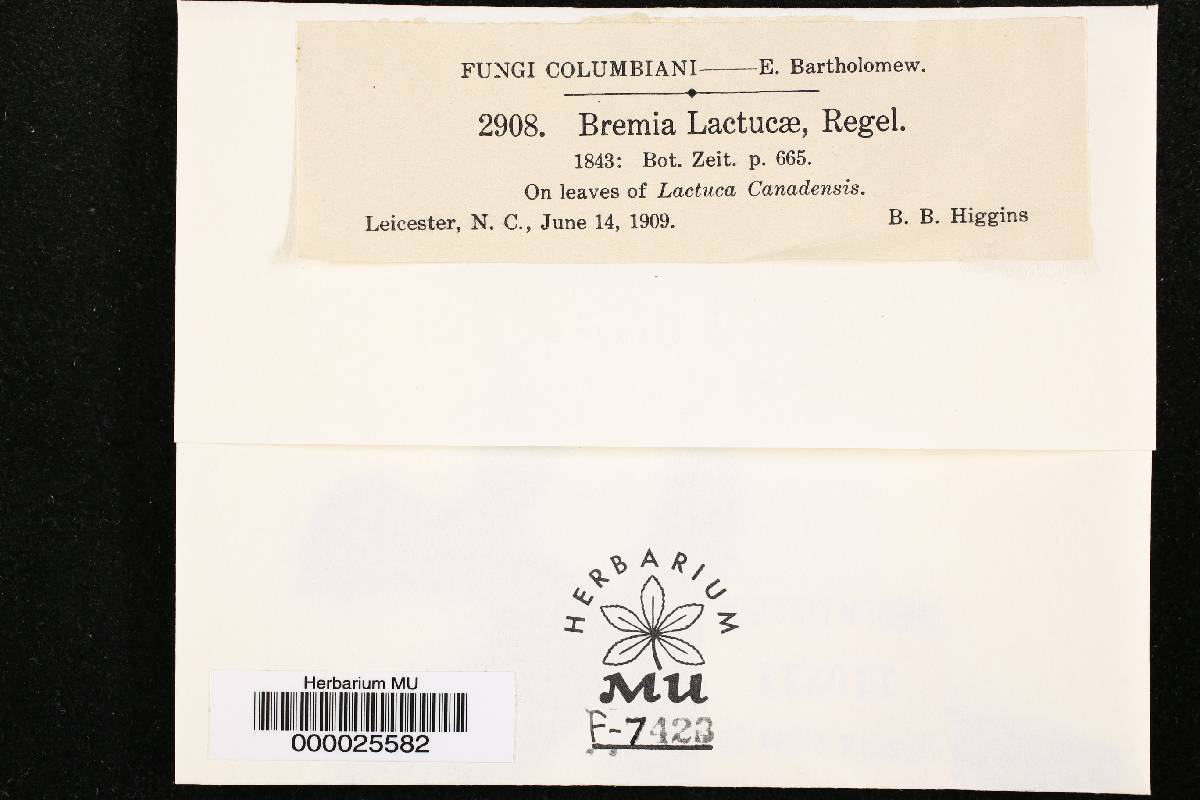 FUNGI COLUMBIANI——E. Bartholomew.
2908. Bremia Lactucæ, Regel.
1843: Bot. Zeit. p. 665.
On leaves of Lactuca Canadensis.
Leicester, N. C., June 14, 1909. B. B. Higgins
HERBARIUM
MU
F-7423
Herbarium MU
000025582